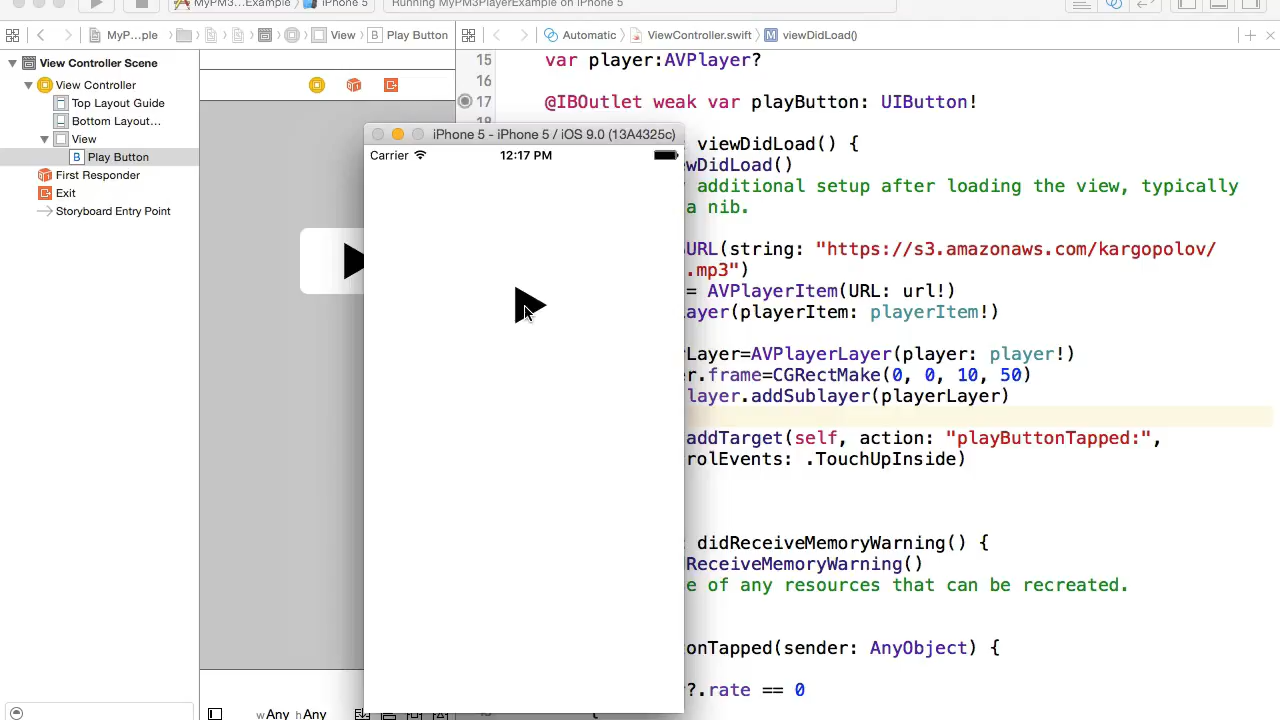 MyPM3...Example
iPhone 5
Running MyPM3PlayerExample on iPhone 5
MyP...ple
View
Play Button
Automatic
ViewController.swift
viewDidLoad()
View Controller Scene
View Controller
Top Layout Guide
Bottom Layout...
View
Play Button
First Responder
Exit
Storyboard Entry Point
15 var player:AVPlayer?
16
17 @IBOutlet weak var playButton: UIButton!
iPhone 5 - iPhone 5 / iOS 9.0 (13A4325c)
Carrier 12:17 PM
viewDidLoad() {
wDidLoad()
additional setup after loading the view, typically
a nib.
URL(string: "https://s3.amazonaws.com/kargopolov/
.mp3")
= AVPlayerItem(URL: url!)
ayer(playerItem: playerItem!)
rLayer=AVPlayerLayer(player: player!)
r.frame=CGRectMake(0, 0, 10, 50)
layer.addSublayer(playerLayer)
addTarget(self, action: "playButtonTapped:",
rolEvents: .TouchUpInside)
didReceiveMemoryWarning() {
ReceiveMemoryWarning()
e of any resources that can be recreated.
onTapped(sender: AnyObject) {
?.rate == 0
{
wAny hAny